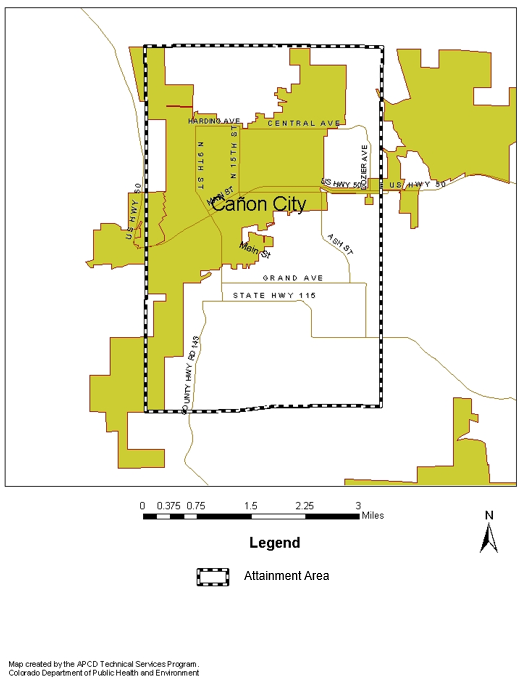 HARDING AVE
CENTRAL AVE
N 9TH ST
N 15TH ST
DOZIER AVE
US HWY 50
US HWY 50
US HWY 50
MAIN ST
Cañon City
Main St
ASH ST
GRAND AVE
STATE HWY 115
COUNTY HWY RD 143
0 0.375 0.75 1.5 2.25 3
Miles
N
Legend
Attainment Area
Map created by the APCD Technical Services Program.
Colorado Department of Public Health and Environment